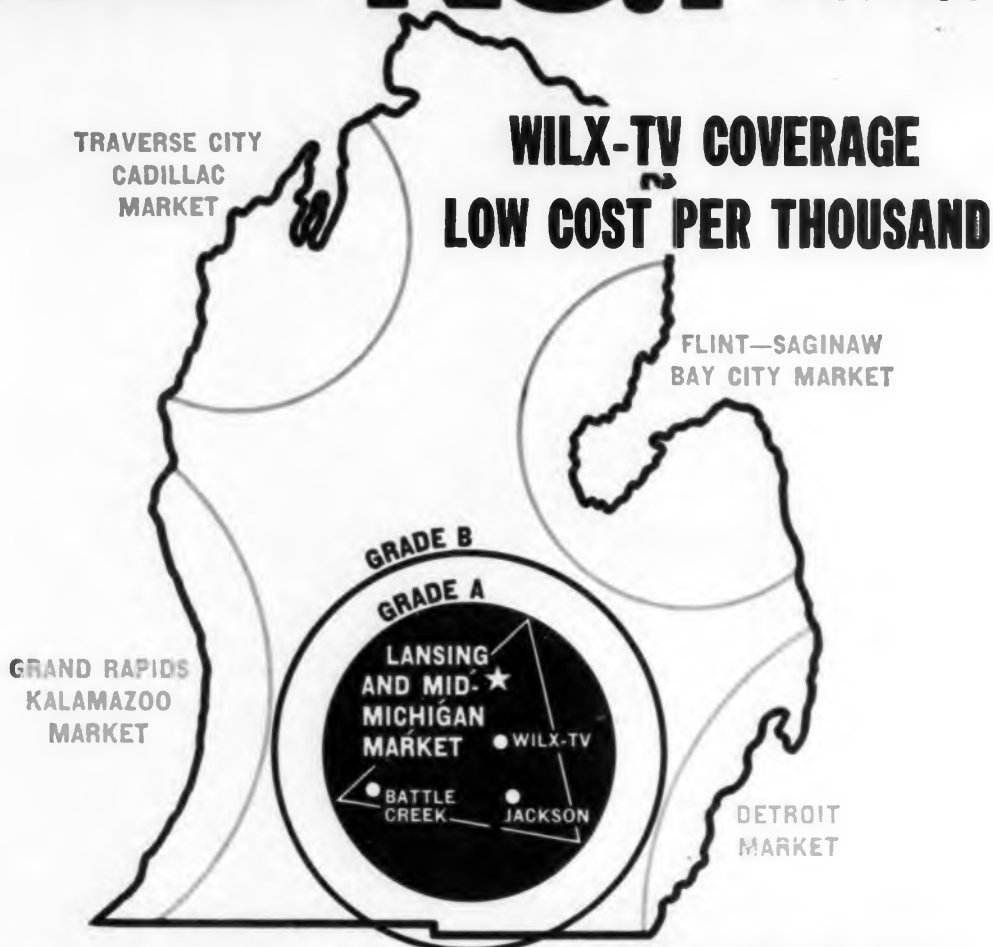 TRAVERSE CITY
CADILLAC
MARKET
WILX-TV COVERAGE
LOW COST PER THOUSAND
FLINT—SAGINAW
BAY CITY MARKET
GRADE B
GRADE A
LANSING
AND MID-
MICHIGAN
MARKET
WILX-TV
BATTLE
CREEK
JACKSON
GRAND RAPIDS
KALAMAZOO
MARKET
DETROIT
MARKET